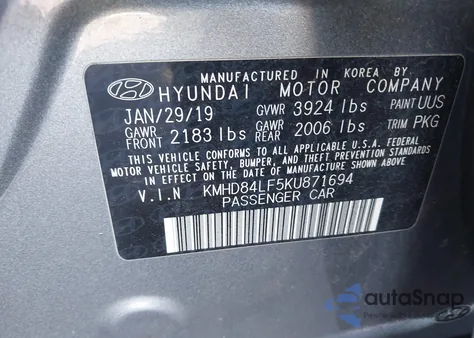 MANUFACTURED IN KOREA BY
HYUNDAI MOTOR COMPANY
JAN/29/19 GVWR 3924 lbs PAINT UUS
GAWR FRONT 2183 lbs GAWR REAR 2006 lbs TRIM PKG
THIS VEHICLE CONFORMS TO ALL APPLICABLE U.S.A. FEDERAL
MOTOR VEHICLE SAFETY, BUMPER, AND THEFT PREVENTION
STANDARDS IN EFFECT ON THE DATE OF MANUFACTURE SHOWN ABOVE.
V.I.N KMHD84LF5KU871694
PASSENGER CAR
autoSnap